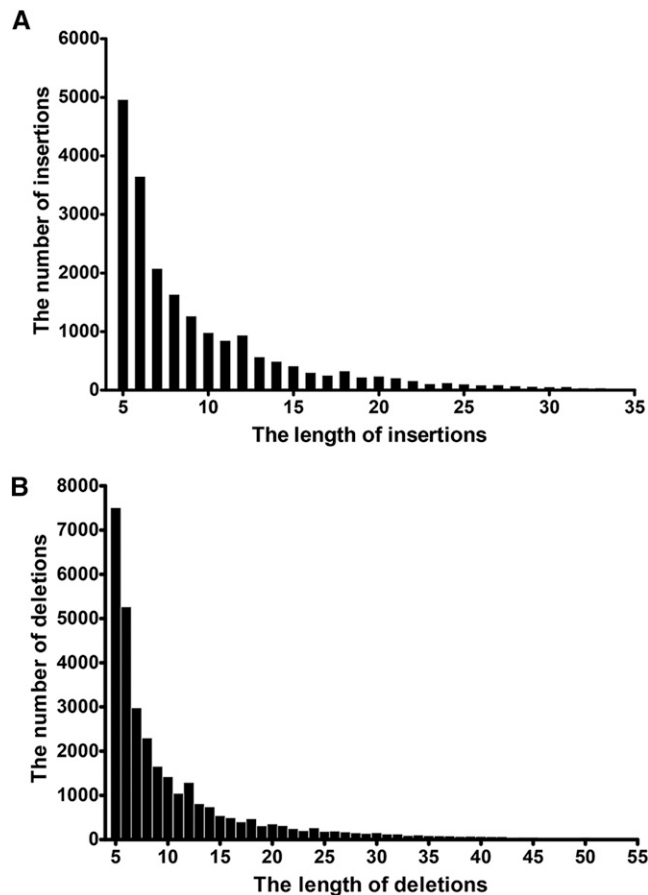 A
6000
5000
4000
3000
2000
1000
0
The number of insertions
5 10 15 20 25 30 35
The length of insertions
B
8000
7000
6000
5000
4000
3000
2000
1000
0
The number of deletions
5 10 15 20 25 30 35 40 45 50 55
The length of deletions